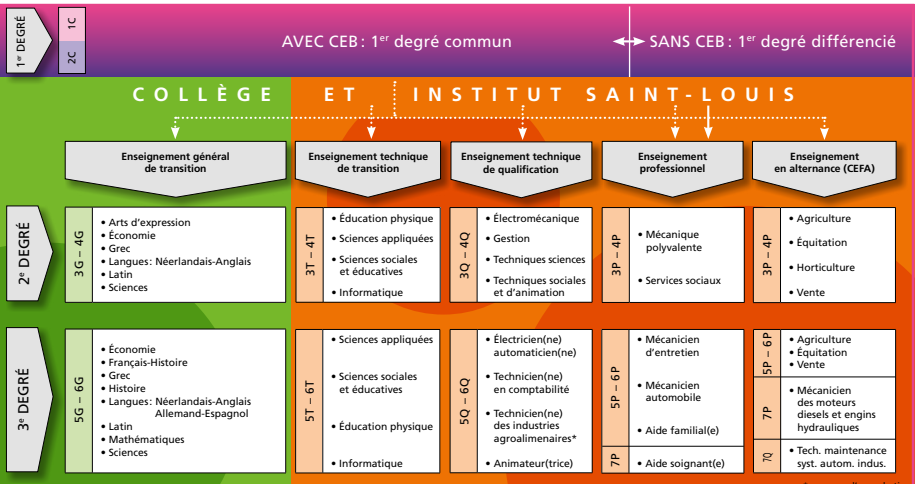 1er DEGRÉ
1C
2C
AVEC CEB : 1er degré commun
SANS CEB : 1er degré différencié
COLLÈGE ET INSTITUT SAINT-LOUIS
Enseignement général
de transition
Enseignement technique
de transition
Enseignement technique
de qualification
Enseignement
professionnel
Enseignement
en alternance (CEFA)
2e DEGRÉ
3G – 4G
• Arts d'expression
• Économie
• Grec
• Langues : Néerlandais-Anglais
• Latin
• Sciences
3T – 4T
• Éducation physique
• Sciences appliquées
• Sciences sociales
et éducatives
• Informatique
3Q – 4Q
• Électromécanique
• Gestion
• Techniques sciences
• Techniques sociales
et d'animation
3P – 4P
• Mécanique
polyvalente
• Services sociaux
3P – 4P
• Agriculture
• Équitation
• Horticulture
• Vente
3e DEGRÉ
5G – 6G
• Économie
• Français-Histoire
• Grec
• Histoire
• Langues : Néerlandais-Anglais
Allemand-Espagnol
• Latin
• Mathématiques
• Sciences
5T – 6T
• Sciences appliquées
• Sciences sociales
et éducatives
• Éducation physique
• Informatique
5Q – 6Q
• Électricien(ne)
automaticien(ne)
• Technicien(ne)
en comptabilité
• Technicien(ne)
des industries
agroalimenaires*
• Animateur(trice)
5P – 6P
• Mécanicien
d'entretien
• Mécanicien
automobile
• Aide familial(e)
7P
• Aide soignant(e)
5P – 6P
• Agriculture
• Équitation
• Vente
7P
• Mécanicien
des moteurs
diesels et engins
hydrauliques
7Q
• Tech. maintenance
syst. autom. indus.